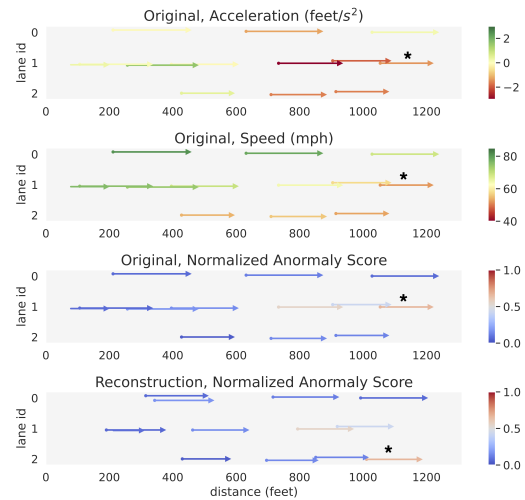 Original, Acceleration (feet/s²)
lane id
0
1
2
*
0 200 400 600 800 1000 1200
2
0
−2
Original, Speed (mph)
lane id
0
1
2
*
0 200 400 600 800 1000 1200
80
60
40
Original, Normalized Anormaly Score
lane id
0
1
2
*
0 200 400 600 800 1000 1200
1.0
0.5
0.0
Reconstruction, Normalized Anormaly Score
lane id
0
1
2
*
0 200 400 600 800 1000 1200
distance (feet)
1.0
0.5
0.0